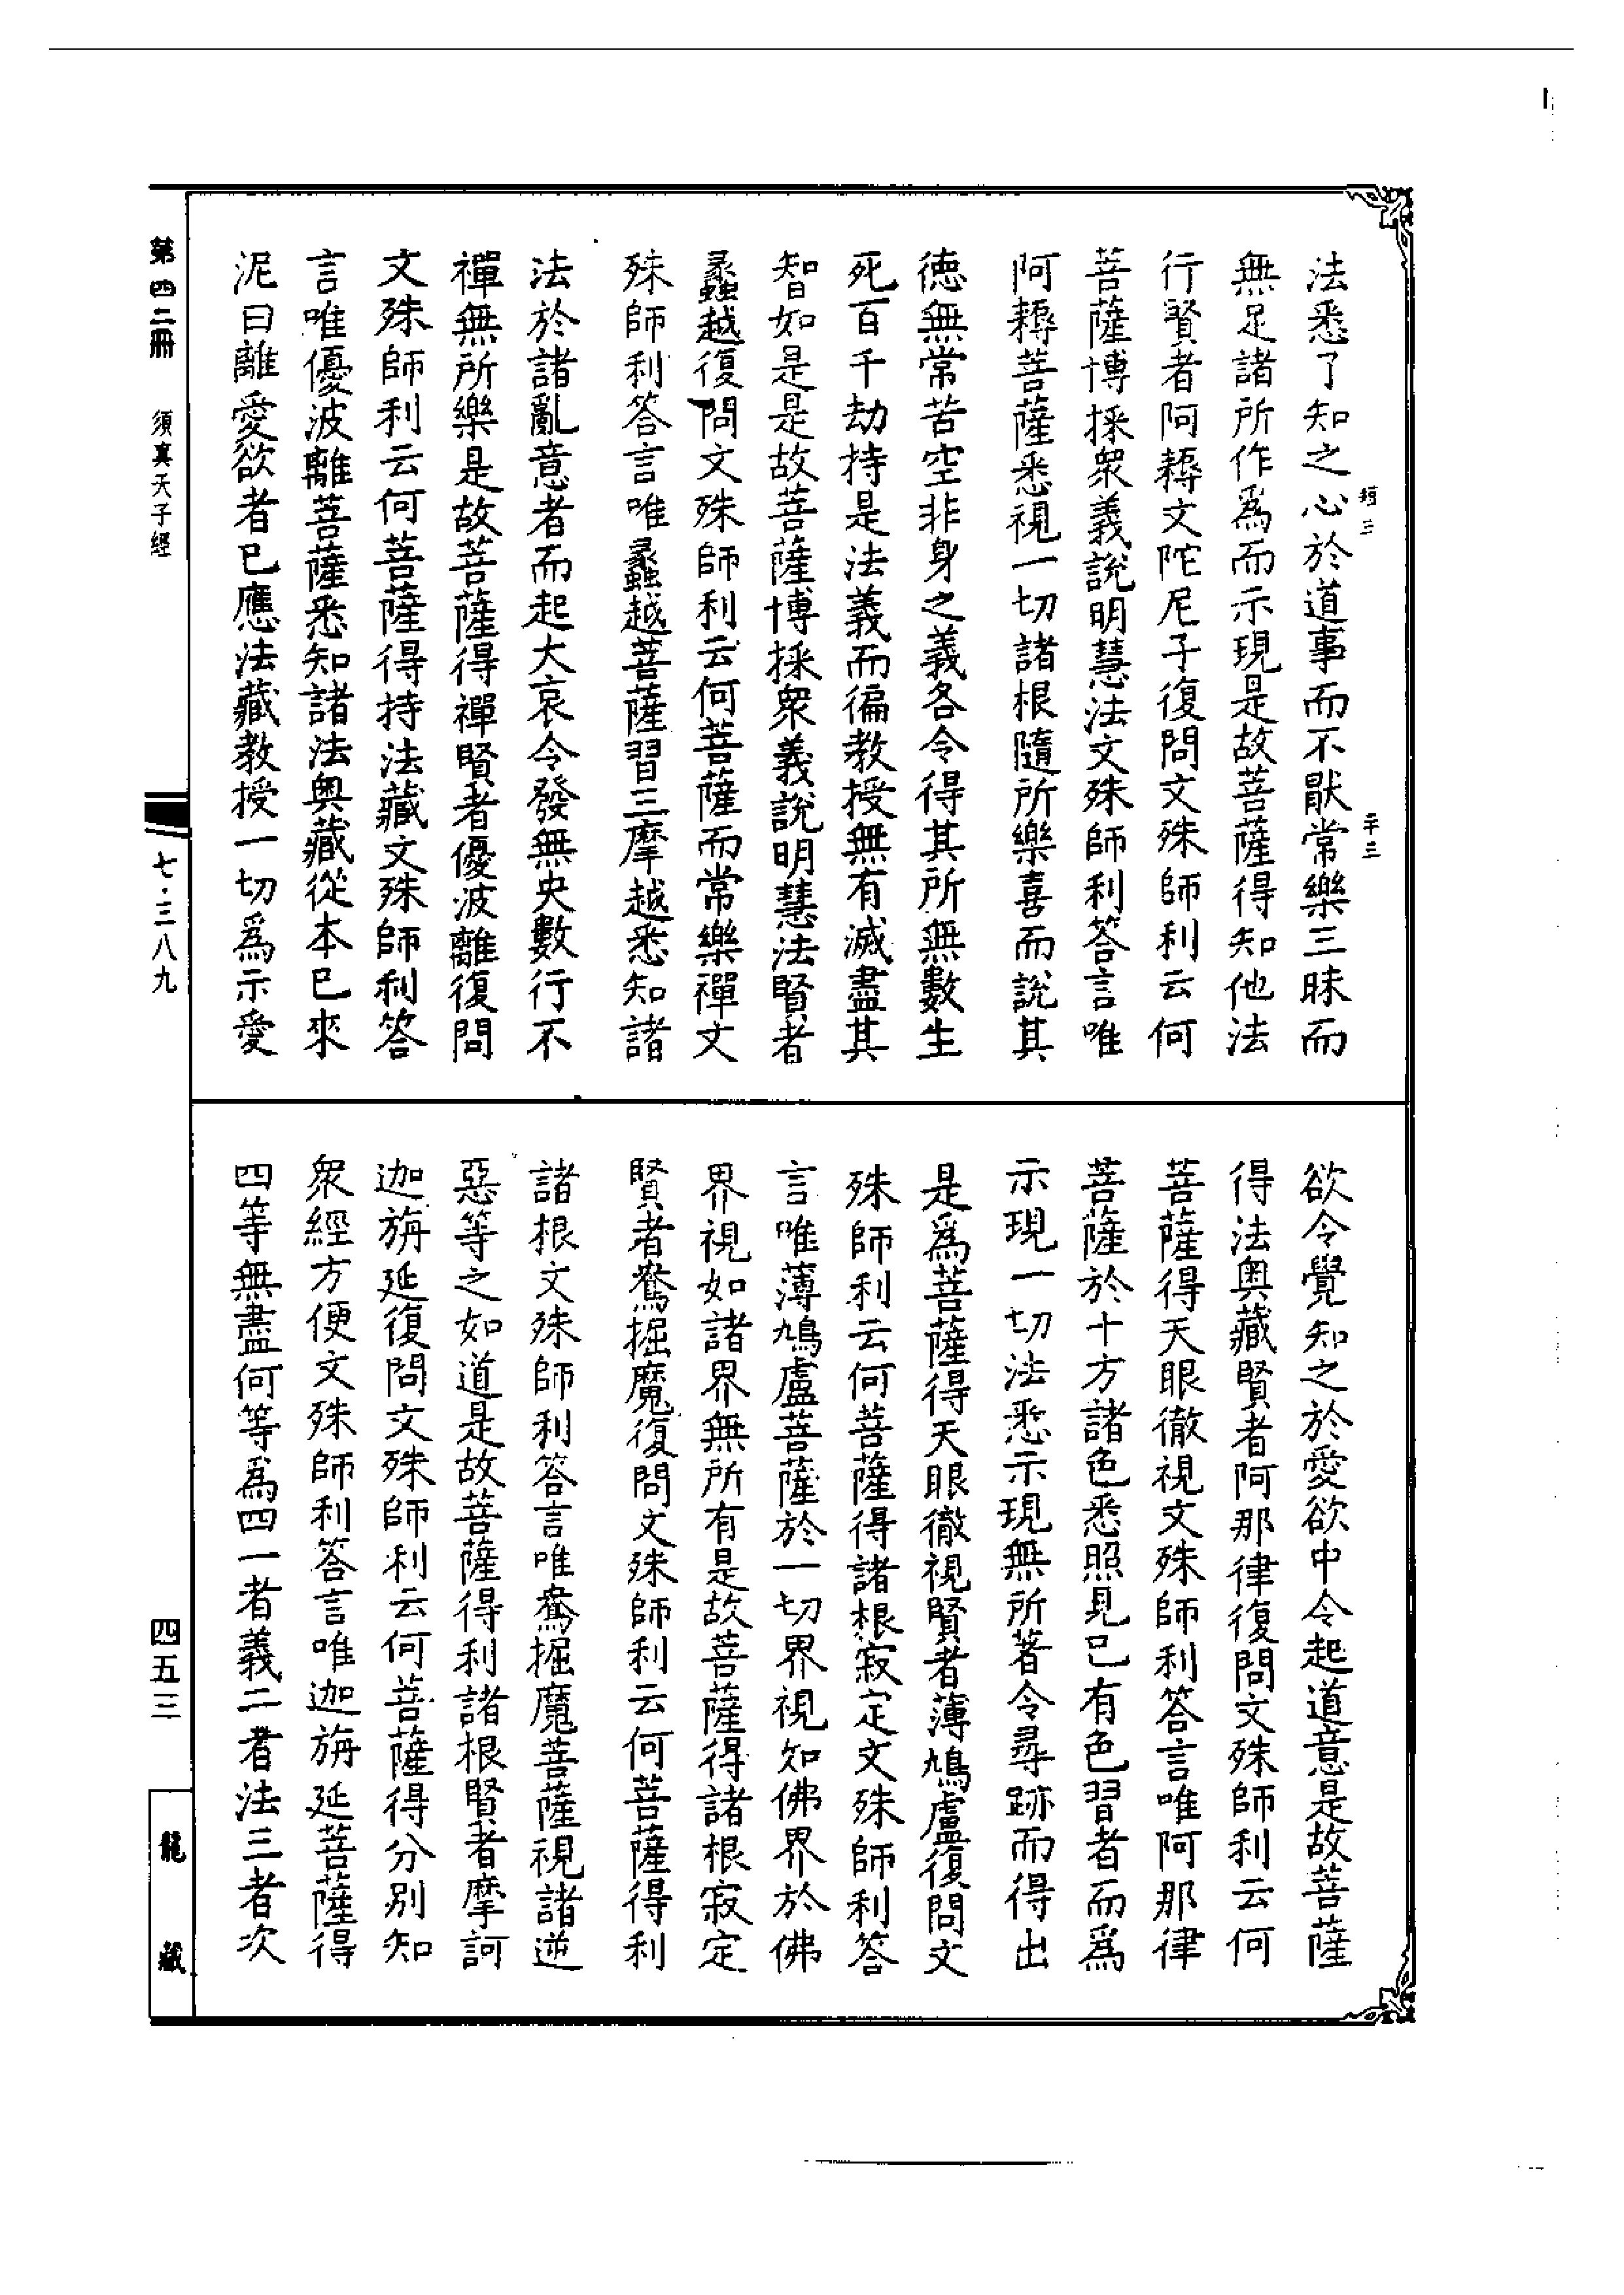 法悉了知之心於道事而不猒常樂三昧而
無足諸所作爲而示現是故菩薩得知他法
行賢者阿耨文陀尼子復問文殊師利云何
菩薩博採衆義說明慧法文殊師利答言唯
阿耨菩薩悉視一切諸根隨所樂喜而說其
德無常苦空非身之義各令得其所無數生
死百千劫持是法義而徧教授無有減盡其
智如是是故菩薩博採衆義說明慧法賢者
蠡越復問文殊師利云何菩薩而常樂禪文
殊師利答言唯蠡越菩薩習三摩越悉知諸
法於諸亂意者而起大哀令發無央數行不
禪無所樂是故菩薩得禪賢者優波離復問
文殊師利云何菩薩得持法藏文殊師利答
言唯優波離菩薩悉知諸法奧藏從本已來
泥曰離愛欲者已應法藏教授一切爲示愛
欲令覺知之於愛欲中令起道意是故菩薩
得法奧藏賢者阿那律復問文殊師利云何
菩薩得天眼徹視文殊師利答言唯阿那律
菩薩於十方諸色悉照見已有色習者而爲
示現一切法悉示現無所著令尋跡而得出
是爲菩薩得天眼徹視賢者薄鳩盧復問文
殊師利云何菩薩得諸根寂定文殊師利答
言唯薄鳩盧菩薩於一切界視知佛界於佛
界視如諸界無所有是故菩薩得諸根寂定
賢者鴦掘魔復問文殊師利云何菩薩得利
諸根文殊師利答言唯鴦掘魔菩薩視諸逆
惡等之如道是故菩薩得利諸根賢者摩訶
迦旃延復問文殊師利云何菩薩得分別知
衆經方便文殊師利答言唯迦旃延菩薩得
四等無盡何等爲四一者義二者法三者次
第四二冊 須真天子經
七·三八九
四五三
龍藏